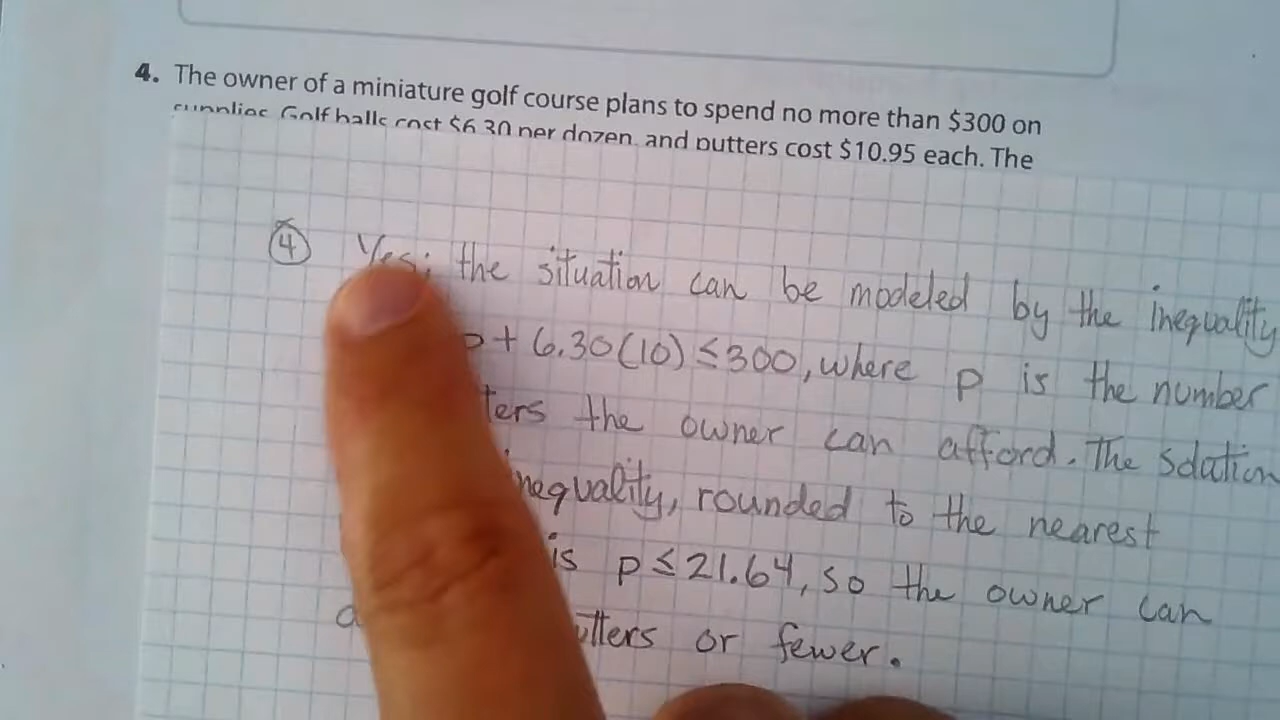 4. The owner of a miniature golf course plans to spend no more than $300 on
supplies. Golf balls cost $6.30 per dozen, and putters cost $10.95 each. The
④ Yes; the situation can be modeled by the inequality
p + 6.30(10) ≤ 300, where p is the number
the owner can afford. The solution
inequality, rounded to the nearest
is p ≤ 21.64, so the owner can
or fewer.